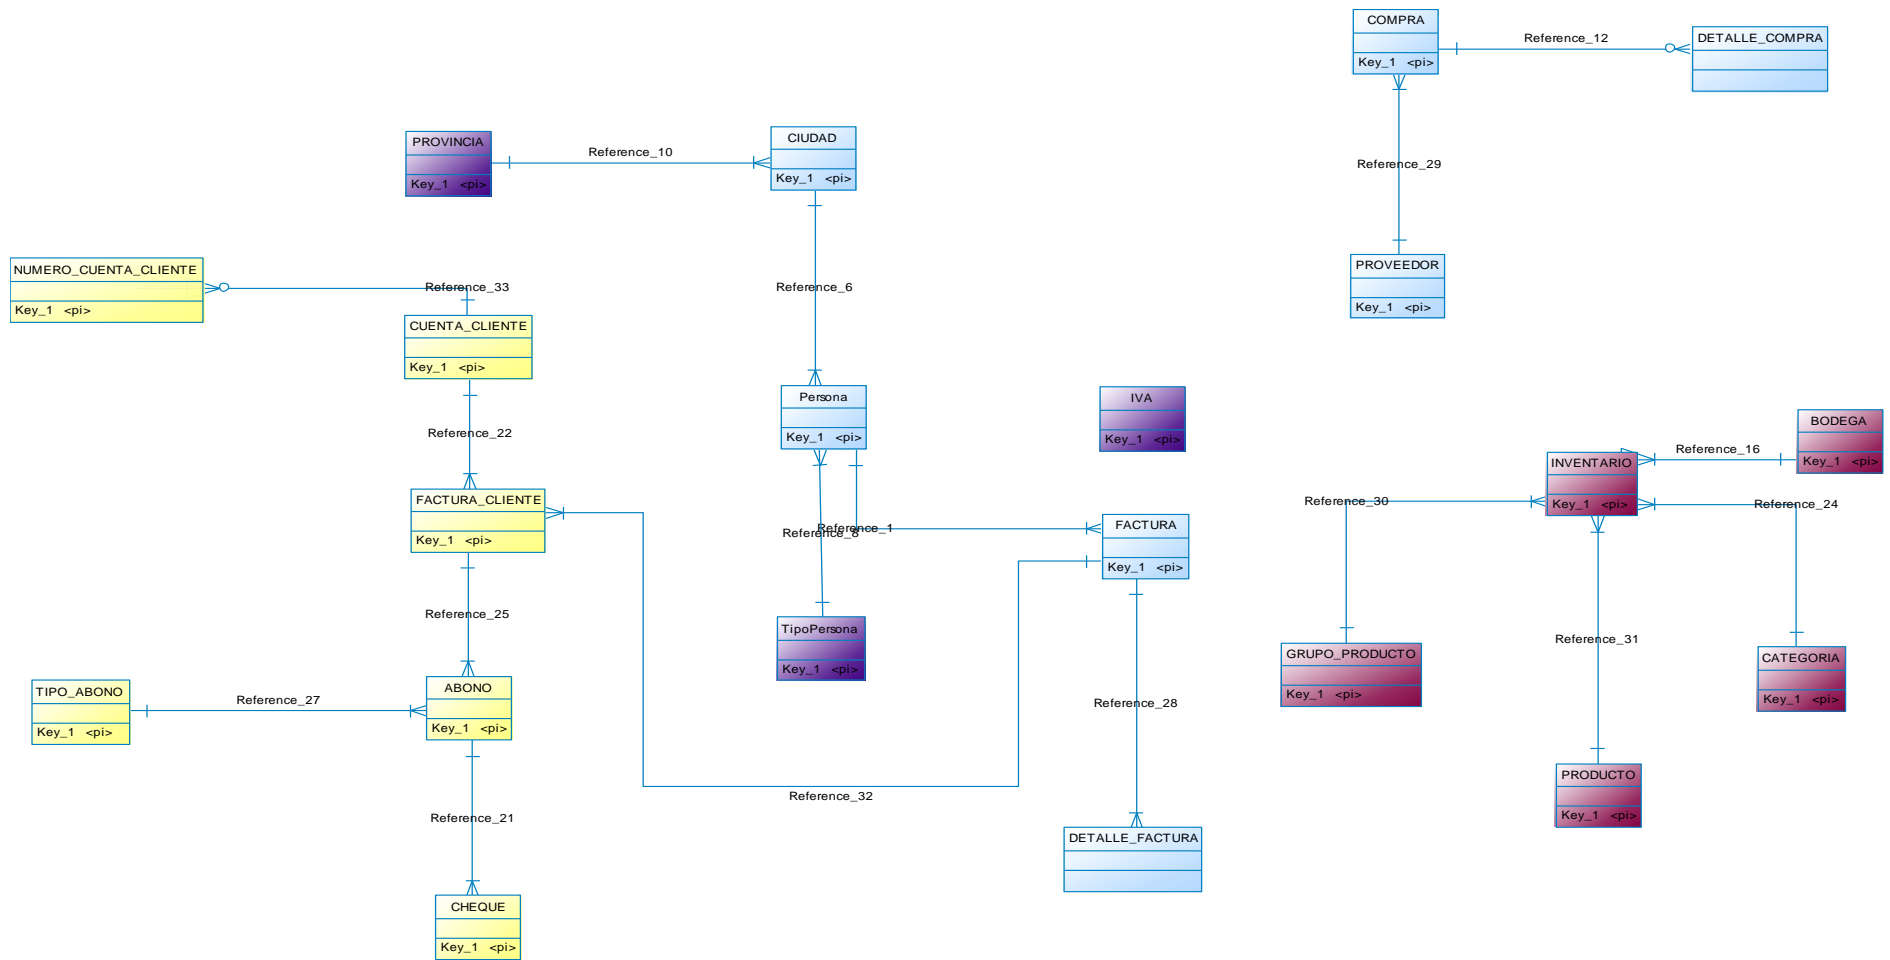 COMPRA
Key_1 <pi>
Reference_12
DETALLE_COMPRA
PROVINCIA
Key_1 <pi>
Reference_10
CIUDAD
Key_1 <pi>
Reference_29
NUMERO_CUENTA_CLIENTE
Key_1 <pi>
Reference_33
Reference_6
PROVEEDOR
Key_1 <pi>
CUENTA_CLIENTE
Key_1 <pi>
Persona
Key_1 <pi>
IVA
Key_1 <pi>
BODEGA
Key_1 <pi>
Reference_22
Reference_16
INVENTARIO
Key_1 <pi>
Reference_30
Reference_24
FACTURA_CLIENTE
Key_1 <pi>
Reference_1
Reference_8
FACTURA
Key_1 <pi>
Reference_25
TipoPersona
Key_1 <pi>
Reference_31
GRUPO_PRODUCTO
Key_1 <pi>
CATEGORIA
Key_1 <pi>
TIPO_ABONO
Key_1 <pi>
Reference_27
ABONO
Key_1 <pi>
Reference_28
PRODUCTO
Key_1 <pi>
Reference_32
Reference_21
DETALLE_FACTURA
CHEQUE
Key_1 <pi>